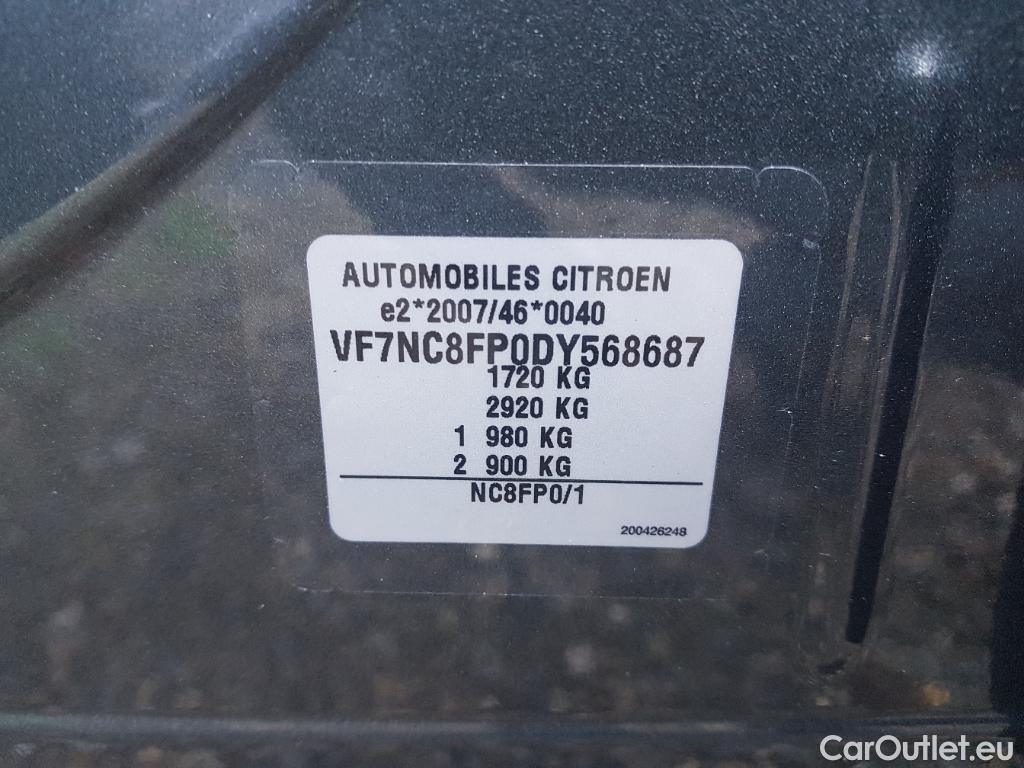 AUTOMOBILES CITROEN
e2*2007/46*0040
VF7NC8FP0DY568687
1720 KG
2920 KG
1 980 KG
2 900 KG
NC8FP0/1
200426248
CarOutlet.eu